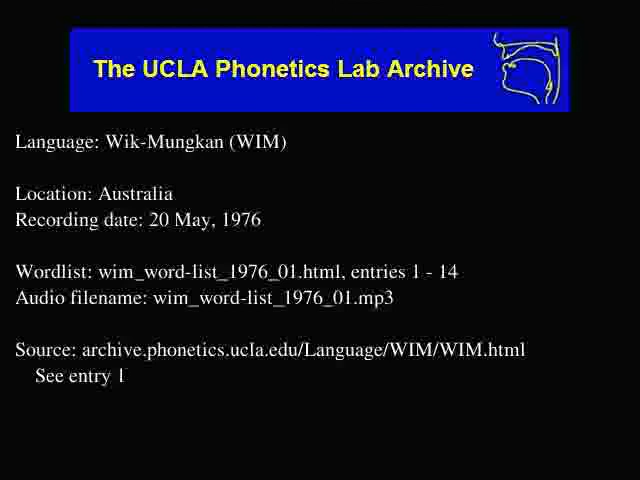 The UCLA Phonetics Lab Archive
Language: Wik-Mungkan (WIM)
Location: Australia
Recording date: 20 May, 1976
Wordlist: wim_word-list_1976_01.html, entries 1 - 14
Audio filename: wim_word-list_1976_01.mp3
Source: archive.phonetics.ucla.edu/Language/WIM/WIM.html
See entry 1